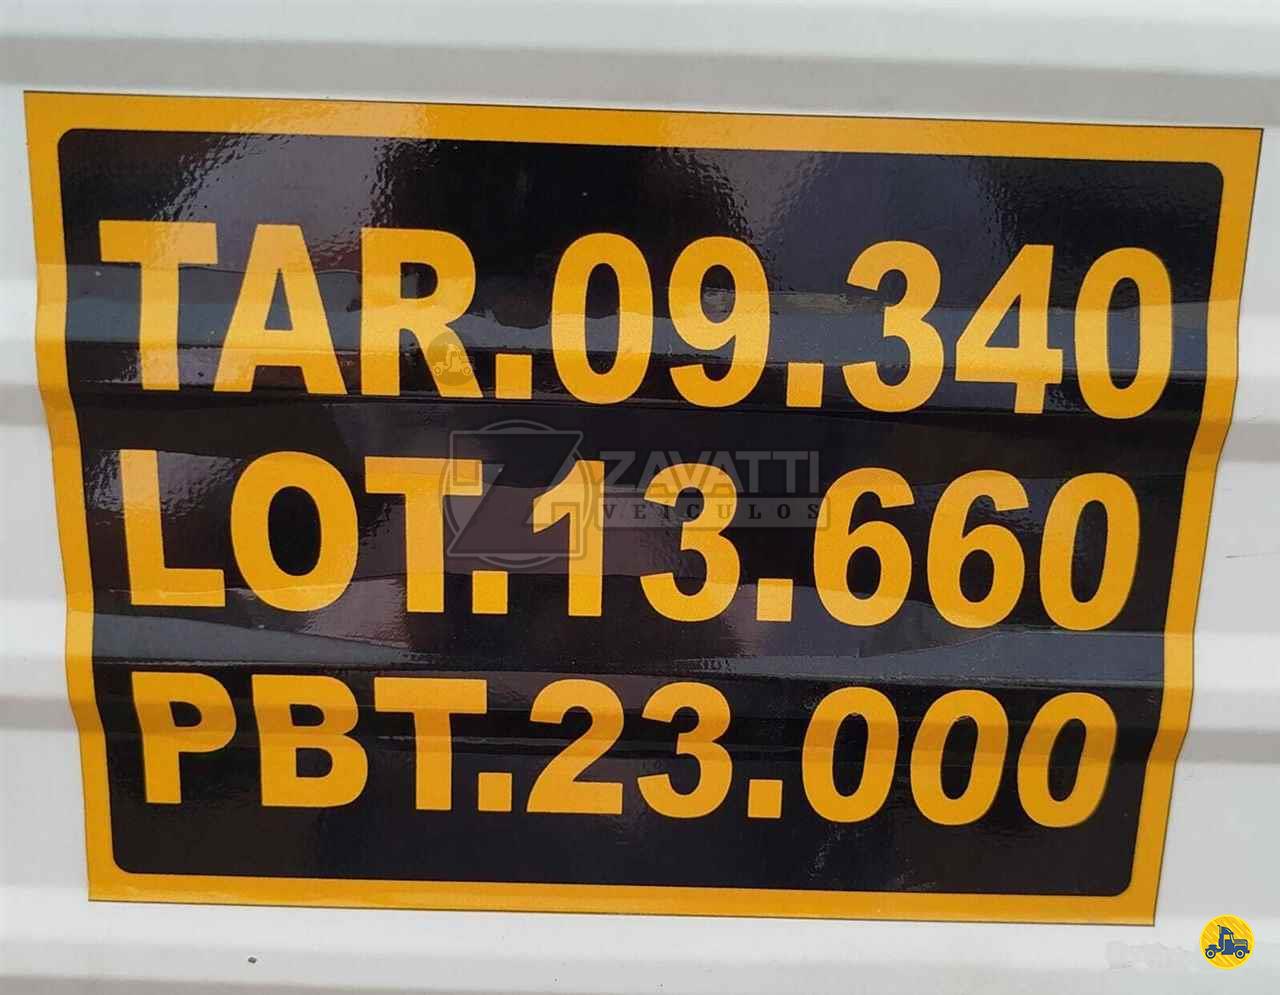 TAR.09.340
LOT.13.660
PBT.23.000
ZAVATTI
VEÍCULOS